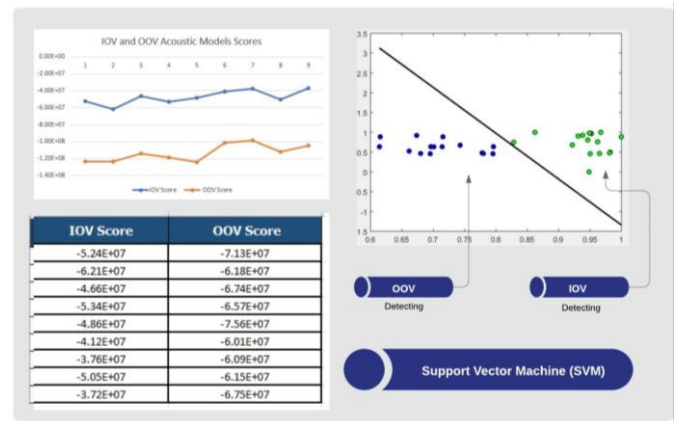 IOV and OOV Acoustic Models Scores
0.00E+00
1 2 3 4 5 6 7 8 9
-2.00E+07
-4.00E+07
-6.00E+07
-8.00E+07
-1.00E+08
-1.20E+08
-1.40E+08
IOV Score OOV Score
IOV Score OOV Score
-5.24E+07 -7.13E+07
-6.21E+07 -6.18E+07
-4.66E+07 -6.74E+07
-5.34E+07 -6.57E+07
-4.86E+07 -7.56E+07
-4.12E+07 -6.01E+07
-3.76E+07 -6.09E+07
-5.05E+07 -6.15E+07
-3.72E+07 -6.75E+07
3.5
3
2.5
2
1.5
1
0.5
0
.5
-1
1.5
0.6 0.65 0.7 0.75 0.8 0.85 0.9 0.95 1
OOV
Detecting
IOV
Detecting
Support Vector Machine (SVM)